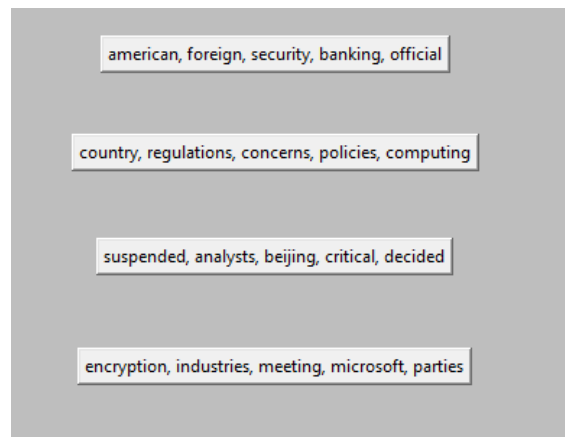 american, foreign, security, banking, official
country, regulations, concerns, policies, computing
suspended, analysts, beijing, critical, decided
encryption, industries, meeting, microsoft, parties